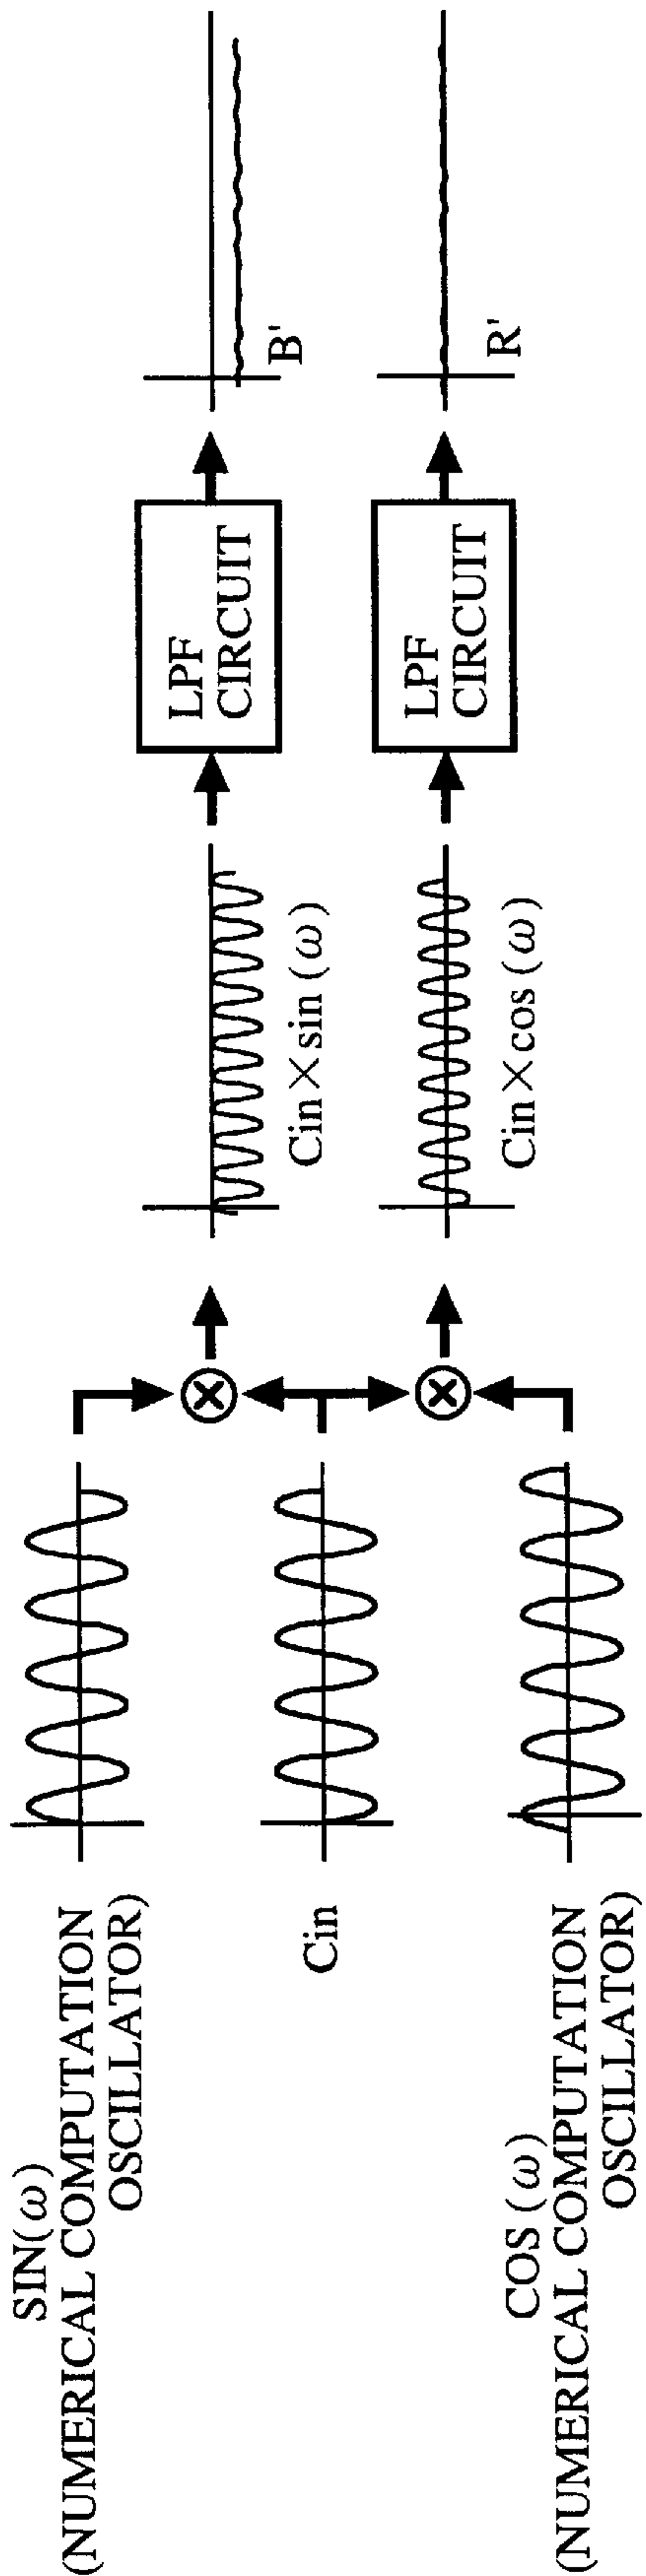 SIN(ω)
(NUMERICAL COMPUTATION
OSCILLATOR)
Cin
COS (ω)
(NUMERICAL COMPUTATION
OSCILLATOR)
Cin×sin (ω)
Cin×cos (ω)
LPF
CIRCUIT
LPF
CIRCUIT
B'
R'